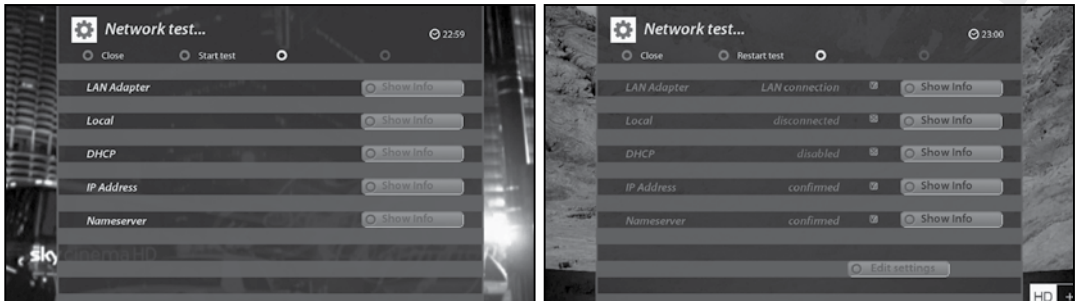 Network test...
22:59
Close Start test
LAN Adapter Show Info
Local Show Info
DHCP Show Info
IP Address Show Info
Nameserver Show Info
sky cinema HD
Network test...
23:00
Close Restart test
LAN Adapter LAN connection Show Info
Local disconnected Show Info
DHCP disabled Show Info
IP Address confirmed Show Info
Nameserver confirmed Show Info
Edit settings
HD +